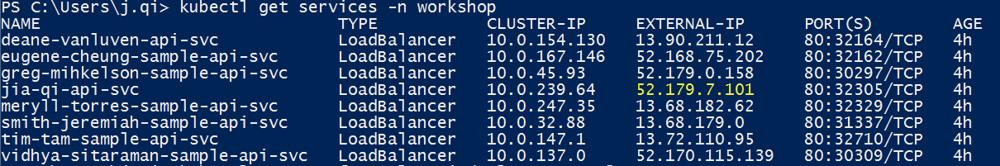 PS C:\Users\j.qi> kubectl get services -n workshop
NAME TYPE CLUSTER-IP EXTERNAL-IP PORT(S) AGE
deane-vanluven-api-svc LoadBalancer 10.0.154.130 13.90.211.12 80:32164/TCP 4h
eugene-cheung-sample-api-svc LoadBalancer 10.0.167.146 52.168.75.202 80:32162/TCP 4h
greg-mihkelson-sample-api-svc LoadBalancer 10.0.45.93 52.179.0.158 80:30297/TCP 4h
jia-qi-api-svc LoadBalancer 10.0.239.64 52.179.7.101 80:32305/TCP 4h
meryll-torres-sample-api-svc LoadBalancer 10.0.247.35 13.68.182.62 80:32329/TCP 4h
smith-jeremiah-sample-api-svc LoadBalancer 10.0.32.88 13.68.179.0 80:31337/TCP 4h
tim-tam-sample-api-svc LoadBalancer 10.0.147.1 13.72.110.95 80:32710/TCP 4h
vidhya-sitaraman-sample-api-svc LoadBalancer 10.0.137.0 52.170.115.139 80:30309/TCP 4h